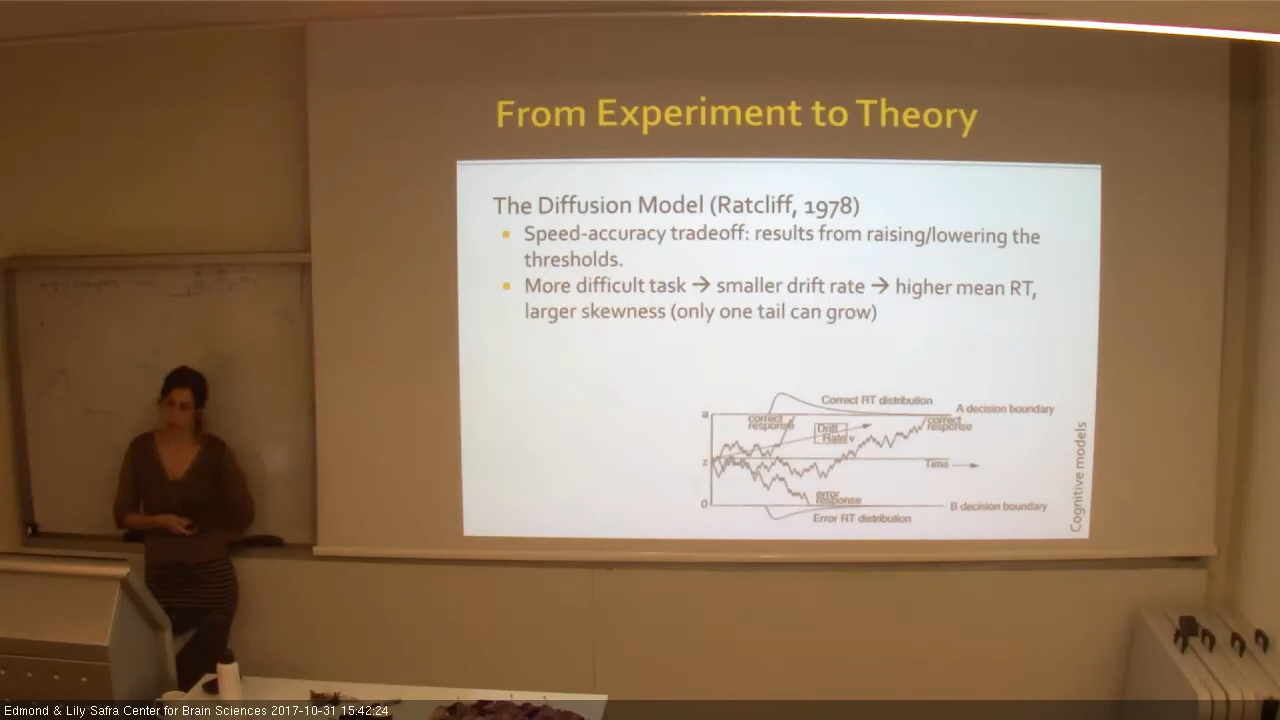 From Experiment to Theory
The Diffusion Model (Ratcliff, 1978)
Speed-accuracy tradeoff: results from raising/lowering the
thresholds.
More difficult task → smaller drift rate → higher mean RT,
larger skewness (only one tail can grow)
Correct RT distribution
A decision boundary
a
correct
response
Drift
Rate v
correct
response
z
Time
error
response
0
B decision boundary
Error RT distribution
Cognitive models
Edmond & Lily Safra Center for Brain Sciences 2017-10-31 15:42:24